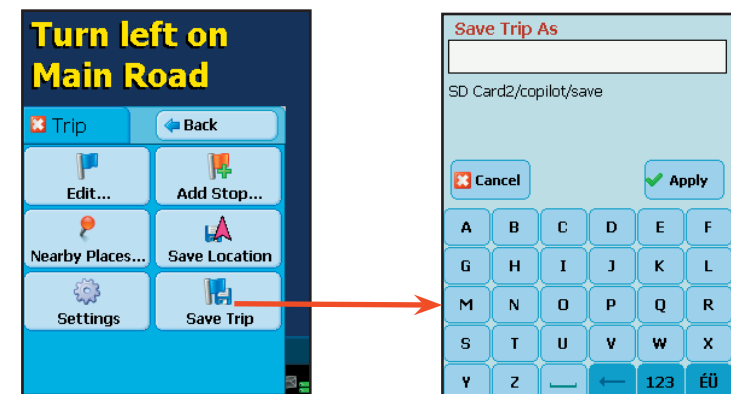 Turn left on
Main Road
Trip
Back
Edit...
Add Stop...
Nearby Places...
Save Location
Settings
Save Trip
Save Trip As
SD Card2/copilot/save
Cancel
Apply
A B C D E F
G H I J K L
M N O P Q R
S T U V W X
Y Z 123 ÉÜ